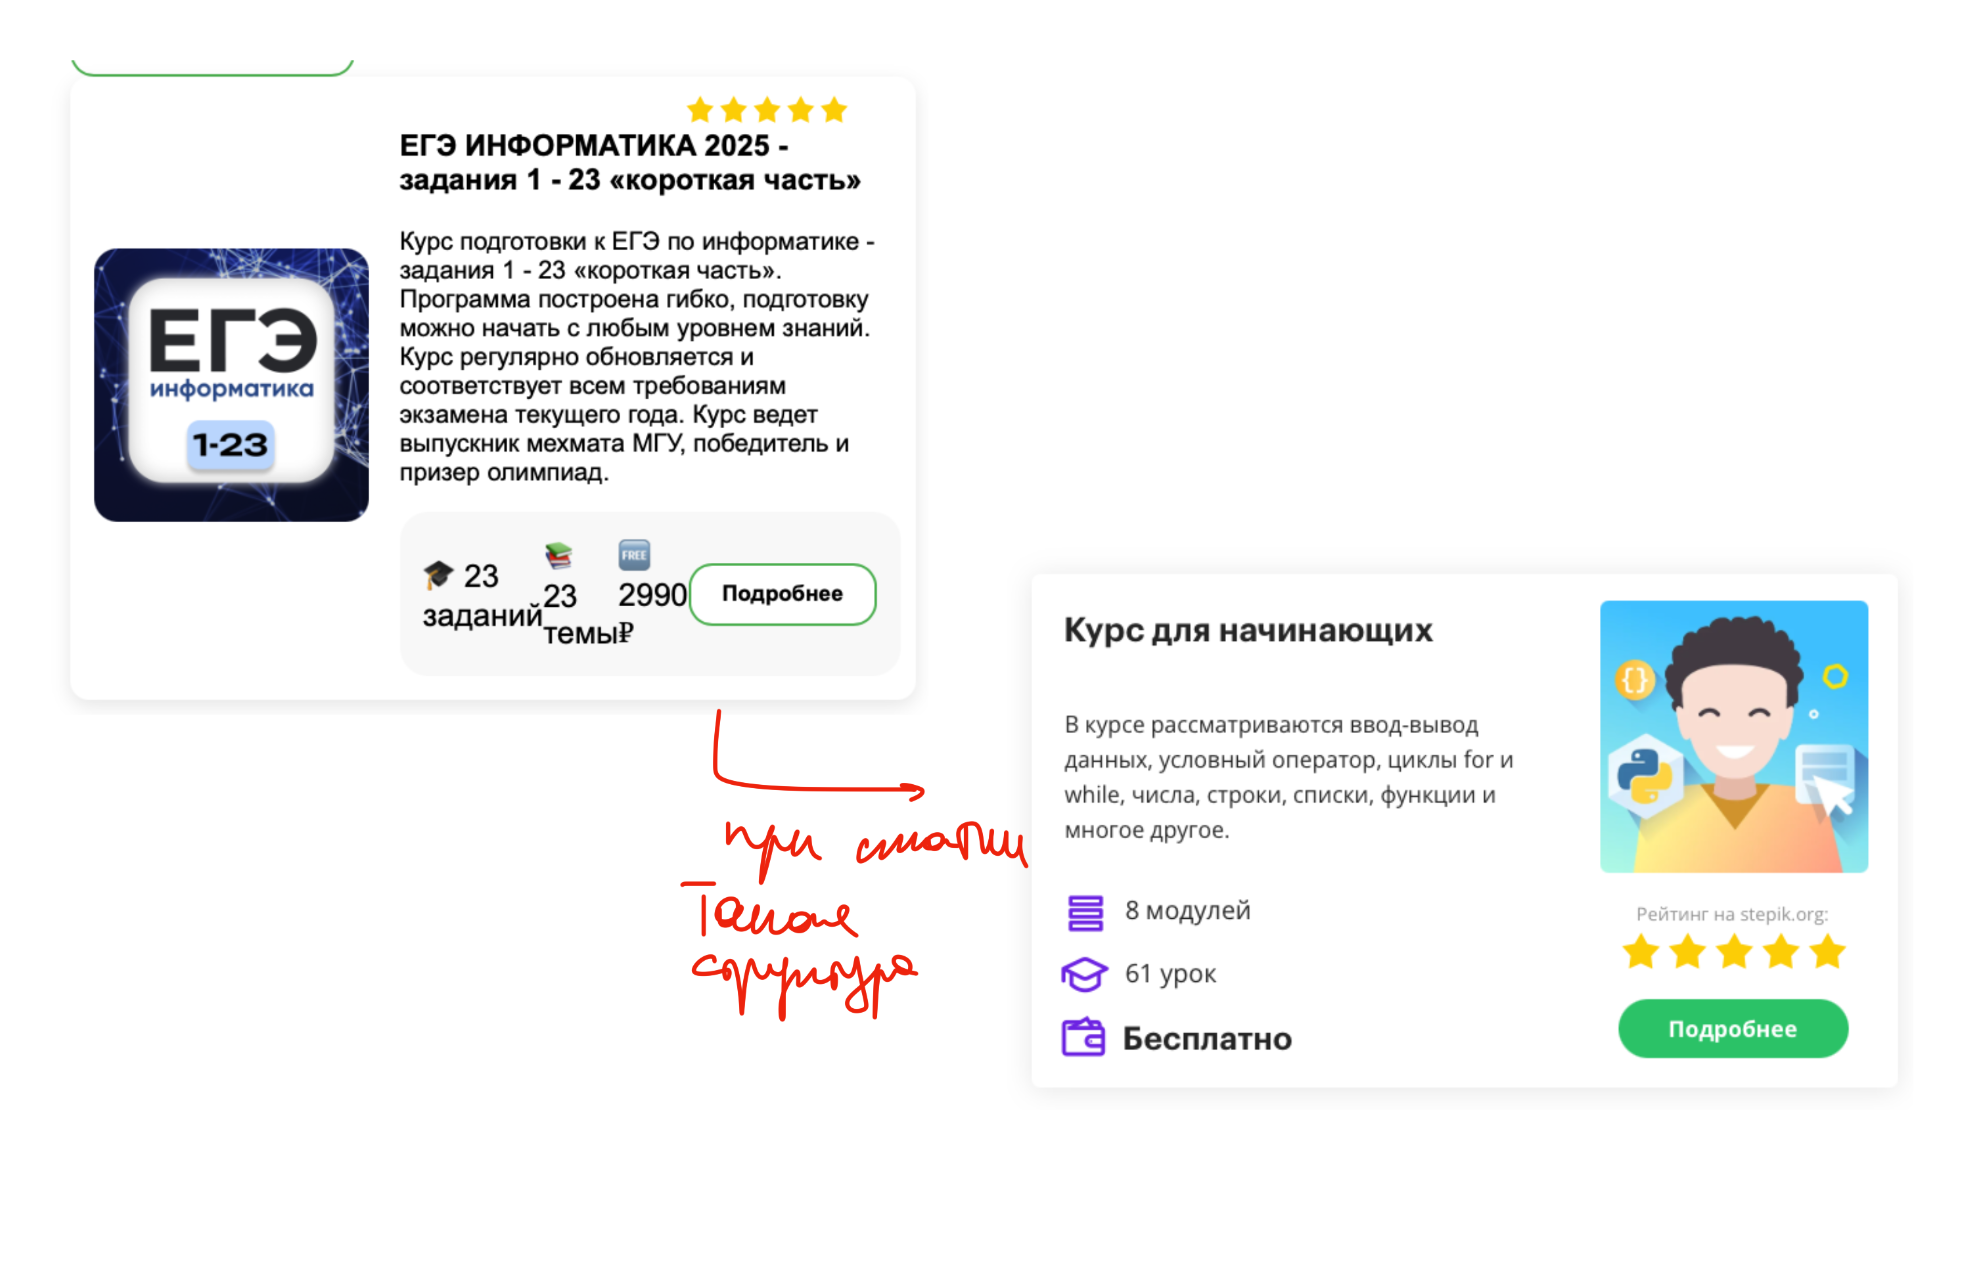 ЕГЭ ИНФОРМАТИКА 2025 -
задания 1 - 23 «короткая часть»
Курс подготовки к ЕГЭ по информатике -
задания 1 - 23 «короткая часть».
Программа построена гибко, подготовку
можно начать с любым уровнем знаний.
Курс регулярно обновляется и
соответствует всем требованиям
экзамена текущего года. Курс ведет
выпускник мехмата МГУ, победитель и
призер олимпиад.
ЕГЭ
информатика
1-23
23
заданий
23
темы
FREE
2990
₽
Подробнее
при сжатии
Такая
структура
Курс для начинающих
В курсе рассматриваются ввод-вывод
данных, условный оператор, циклы for и
while, числа, строки, списки, функции и
многое другое.
8 модулей
61 урок
Бесплатно
{}
Рейтинг на stepik.org:
Подробнее